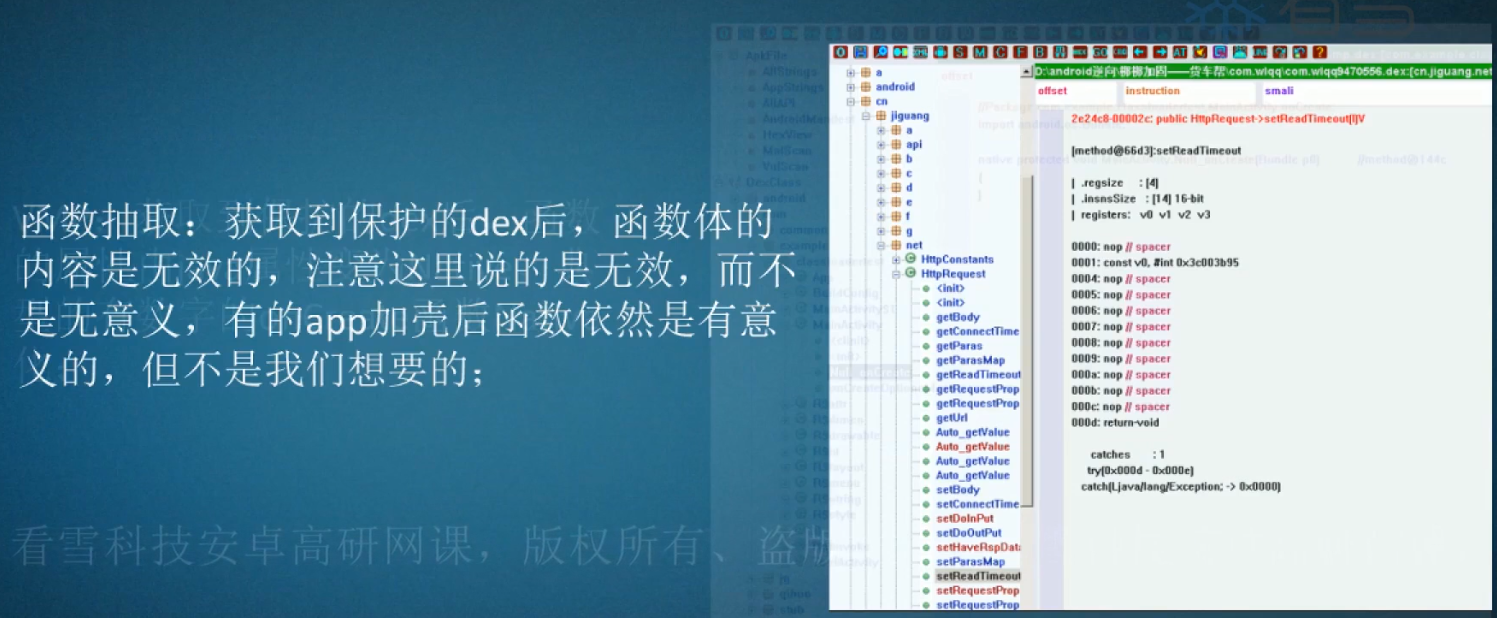 函数抽取：获取到保护的dex后，函数体的
内容是无效的，注意这里说的是无效，而不
是无意义，有的app加壳后函数依然是有意
义的，但不是我们想要的；
看雪科技安卓高研网课，版权所有、盗版
a
android
cn
jiguang
a
api
b
c
d
e
f
g
net
HttpConstants
HttpRequest
<init>
<init>
getBody
getConnectTime
getParas
getParasMap
getReadTimeout
getRequestProp
getRequestProp
getUrl
Auto_getValue
Auto_getValue
Auto_getValue
Auto_getValue
setBody
setConnectTime
setDoInPut
setDoOutPut
setHaveRspData
setParasMap
setReadTimeout
setRequestProp
setRequestProp
D:\android逆向\梆梆加固——货车帮\com.wlqq\com.wlqq9470556.dex:[cn.jiguang.net
offset instruction smali
2e24c8-00002c: public HttpRequest->setReadTimeout[I]V
[method@66d3]:setReadTimeout
| .regsize : [4]
| .insnsSize : [14] 16-bit
| registers: v0 v1 v2 v3
0000: nop // spacer
0001: const v0, #int 0x3c003b95
0004: nop // spacer
0005: nop // spacer
0006: nop // spacer
0007: nop // spacer
0008: nop // spacer
0009: nop // spacer
000a: nop // spacer
000b: nop // spacer
000c: nop // spacer
000d: return-void
catches : 1
try(0x000d - 0x000e)
catch(Ljava/lang/Exception; -> 0x0000)